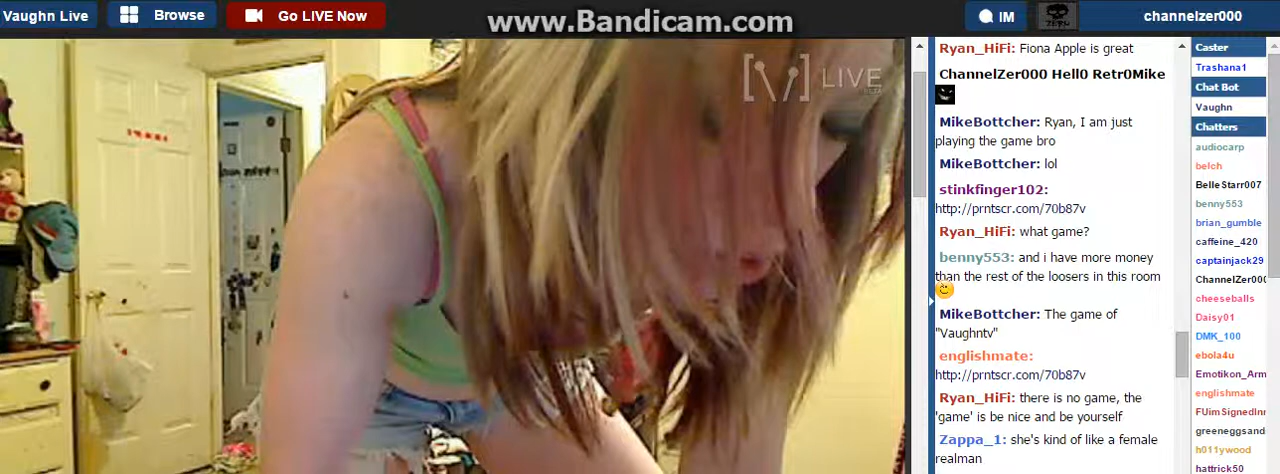 Vaughn Live
Browse
Go LIVE Now
www.Bandicam.com
IM
channelzer000
LIVE
Ryan_HiFi: Fiona Apple is great
ChannelZer000 Hell0 Retr0Mike
MikeBottcher: Ryan, I am just
playing the game bro
MikeBottcher: lol
stinkfinger102:
http://prntscr.com/70b87v
Ryan_HiFi: what game?
benny553: and i have more money
than the rest of the loosers in this room
MikeBottcher: The game of
"Vaughntv"
englishmate:
http://prntscr.com/70b87v
Ryan_HiFi: there is no game, the
'game' is be nice and be yourself
Zappa_1: she's kind of like a female
realman
Caster
Trashana1
Chat Bot
Vaughn
Chatters
audiocarp
belch
BelleStarr007
benny553
brian_gumble
caffeine_420
captainjack29
ChannelZer000
cheeseballs
Daisy01
DMK_100
ebola4u
Emotikon_Arm
englishmate
FUimSignedInn
greeneggsand
h011ywood
hattrick50